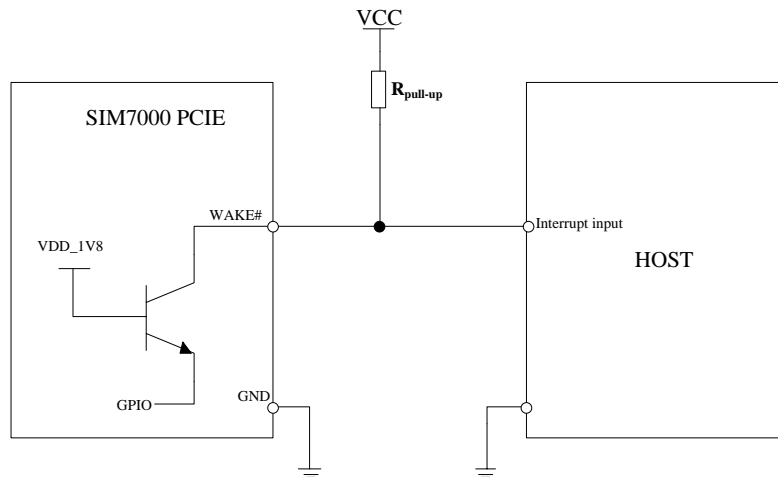 VCC
Rpull-up
SIM7000 PCIE
WAKE#
Interrupt input
VDD_1V8
HOST
GND
GPIO